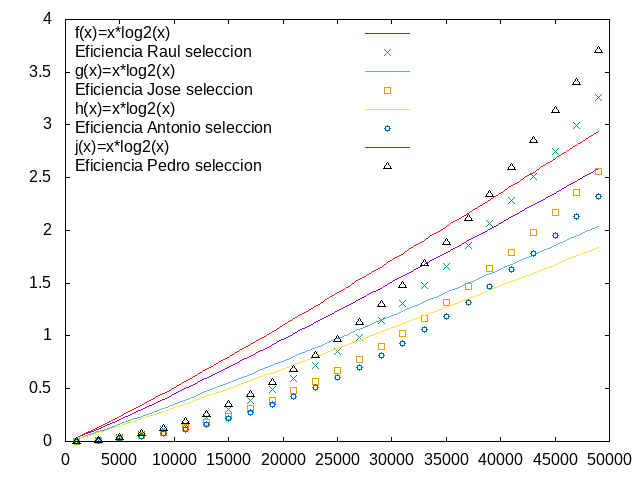 4
3.5
3
2.5
2
1.5
1
0.5
0
f(x)=x*log2(x)
Eficiencia Raul seleccion
g(x)=x*log2(x)
Eficiencia Jose seleccion
h(x)=x*log2(x)
Eficiencia Antonio seleccion
j(x)=x*log2(x)
Eficiencia Pedro seleccion
0 5000 10000 15000 20000 25000 30000 35000 40000 45000 50000